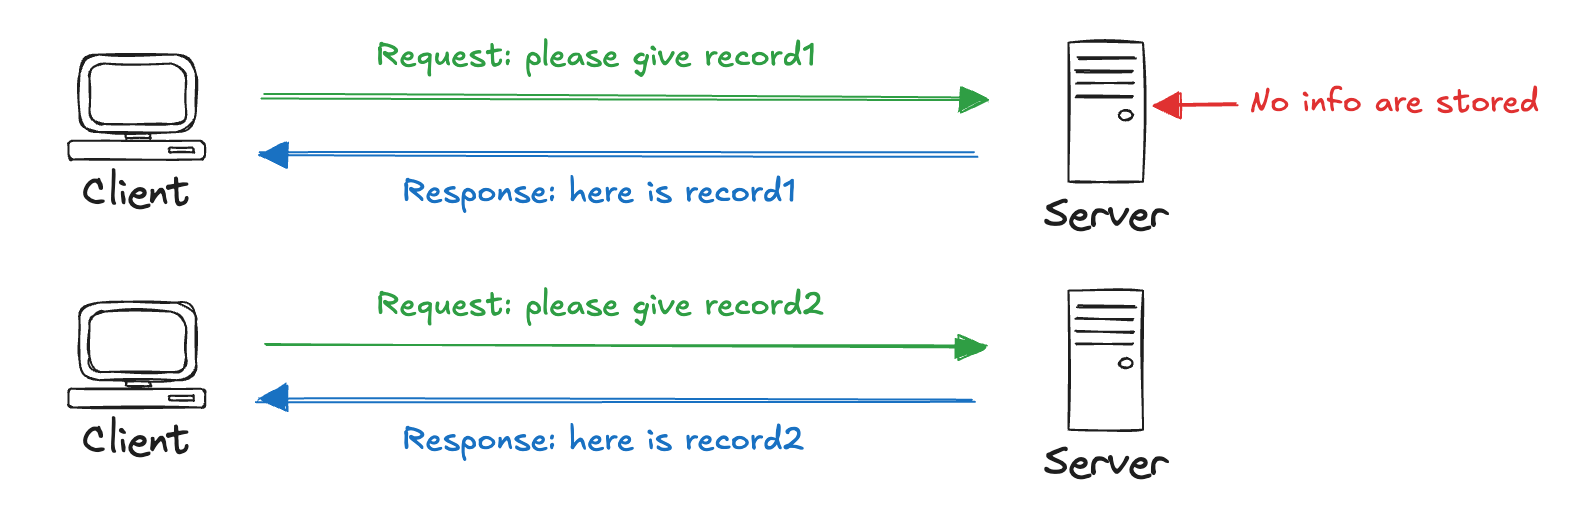 Request: please give record1
No info are stored
Response: here is record1
Client
Server
Request: please give record2
Response: here is record2
Client
Server